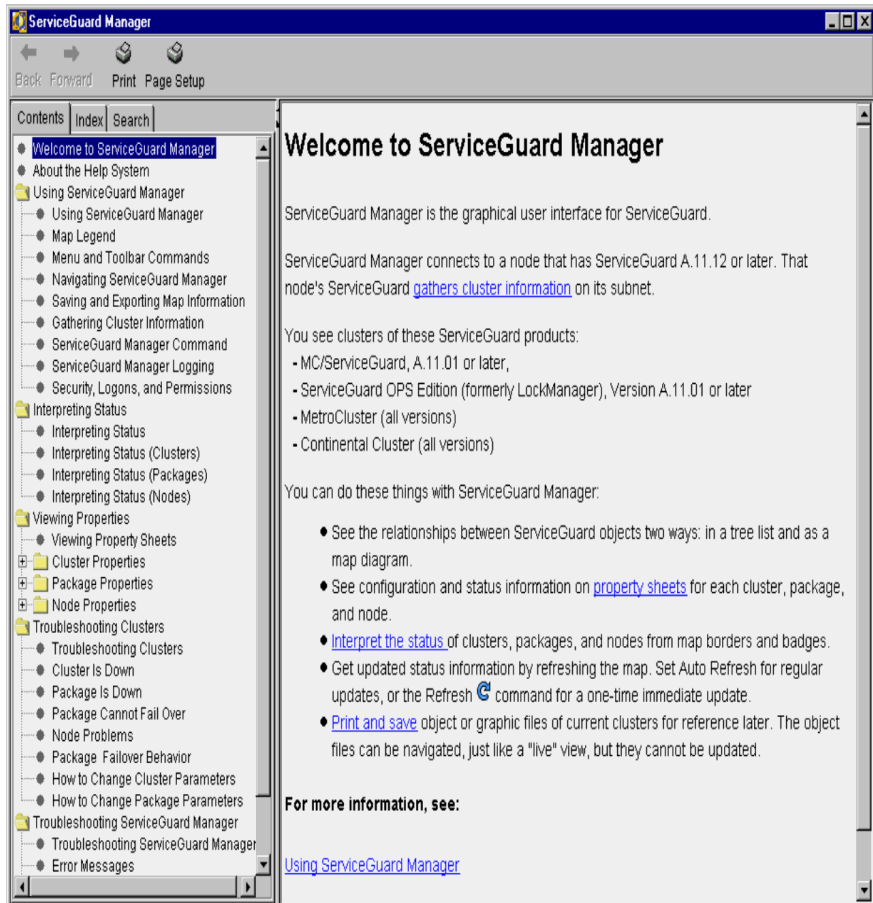 ServiceGuard Manager
Back Forward Print Page Setup
Contents Index Search
Welcome to ServiceGuard Manager
About the Help System
Using ServiceGuard Manager
Using ServiceGuard Manager
Map Legend
Menu and Toolbar Commands
Navigating ServiceGuard Manager
Saving and Exporting Map Information
Gathering Cluster Information
ServiceGuard Manager Command
ServiceGuard Manager Logging
Security, Logons, and Permissions
Interpreting Status
Interpreting Status
Interpreting Status (Clusters)
Interpreting Status (Packages)
Interpreting Status (Nodes)
Viewing Properties
Viewing Property Sheets
Cluster Properties
Package Properties
Node Properties
Troubleshooting Clusters
Troubleshooting Clusters
Cluster Is Down
Package Is Down
Package Cannot Fail Over
Node Problems
Package Failover Behavior
How to Change Cluster Parameters
How to Change Package Parameters
Troubleshooting ServiceGuard Manager
Troubleshooting ServiceGuard Manager
Error Messages
Welcome to ServiceGuard Manager
ServiceGuard Manager is the graphical user interface for ServiceGuard.
ServiceGuard Manager connects to a node that has ServiceGuard A.11.12 or later. That
node's ServiceGuard gathers cluster information on its subnet.
You see clusters of these ServiceGuard products:
- MC/ServiceGuard, A.11.01 or later,
- ServiceGuard OPS Edition (formerly LockManager), Version A.11.01 or later
- MetroCluster (all versions)
- Continental Cluster (all versions)
You can do these things with ServiceGuard Manager:
● See the relationships between ServiceGuard objects two ways: in a tree list and as a
map diagram.
● See configuration and status information on property sheets for each cluster, package,
and node.
● Interpret the status of clusters, packages, and nodes from map borders and badges.
● Get updated status information by refreshing the map. Set Auto Refresh for regular
updates, or the Refresh command for a one-time immediate update.
● Print and save object or graphic files of current clusters for reference later. The object
files can be navigated, just like a "live" view, but they cannot be updated.
For more information, see:
Using ServiceGuard Manager